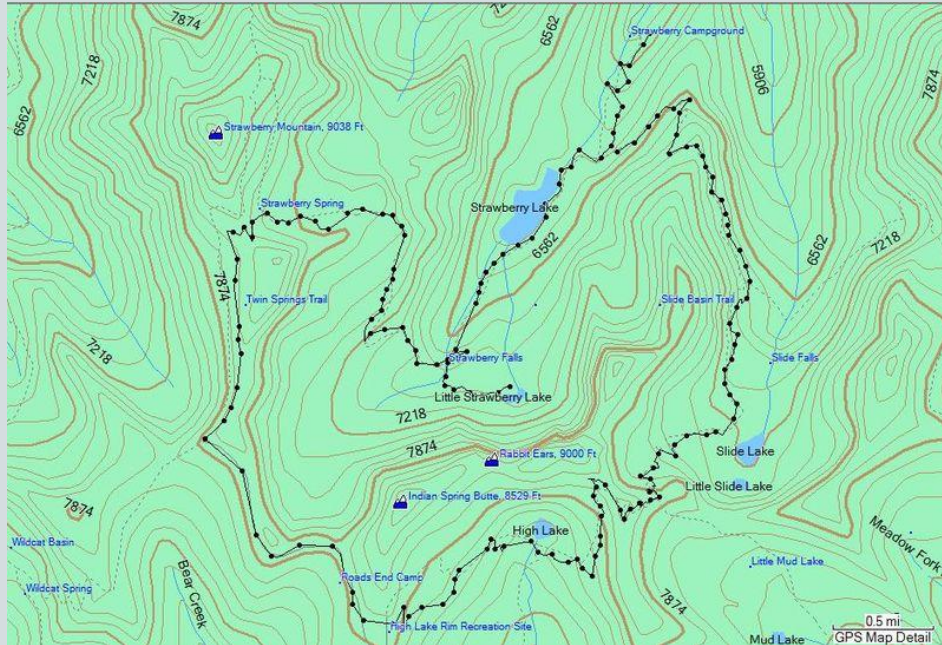 7874
7
6562
Strawberry Campground
7218
5906
7874
6562
Strawberry Mountain, 9038 Ft
Strawberry Spring
Strawberry Lake
6562
6562
7218
7874
Twin Springs Trail
Slide Basin Trail
7218
Strawberry Falls
Slide Falls
Little Strawberry Lake
7218
7874
Rabbit Ears, 9000 Ft
Slide Lake
Indian Spring Butte, 8529 Ft
Little Slide Lake
7874
High Lake
Meadow Fork
Wildcat Basin
Bear Creek
Roads End Camp
Little Mud Lake
Wildcat Spring
7874
High Lake Rim Recreation Site
0.5 mi
Mud Lake
GPS Map Detail